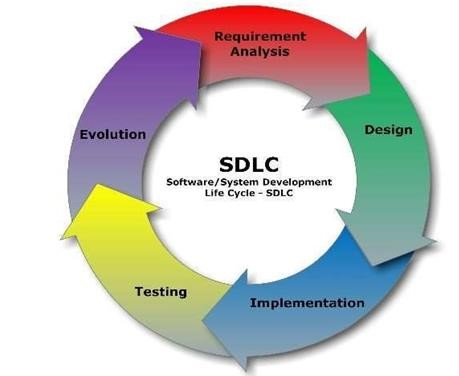 Requirement
Analysis
Design
Implementation
Testing
Evolution
SDLC
Software/System Development
Life Cycle - SDLC